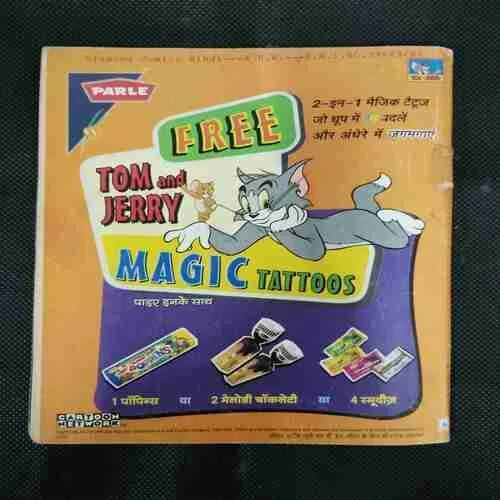 PARLE
FREE
2-इन-1 मैजिक टैटूज
जो धूप में रंग बदलें
और अंधेरे में जगमगाएं
TOM and
JERRY
MAGIC TATTOOS
पाइए इनके साथ
1 पॉपिन्स या 2 मैलोडी चॉकलेटी या 4 स्मूदीज़
CARTOON
NETWORK